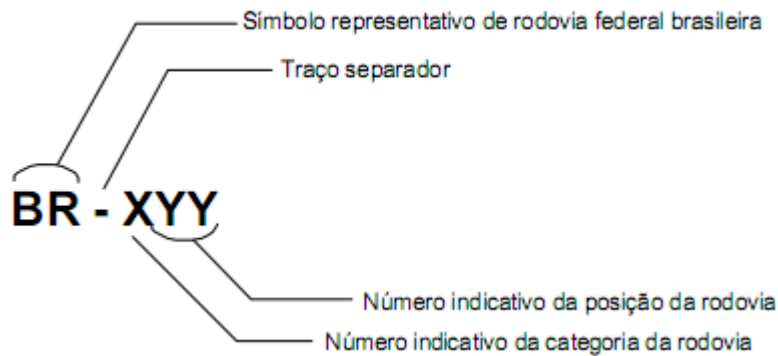 Símbolo representativo de rodovia federal brasileira
Traço separador
BR - XYY
Número indicativo da posição da rodovia
Número indicativo da categoria da rodovia